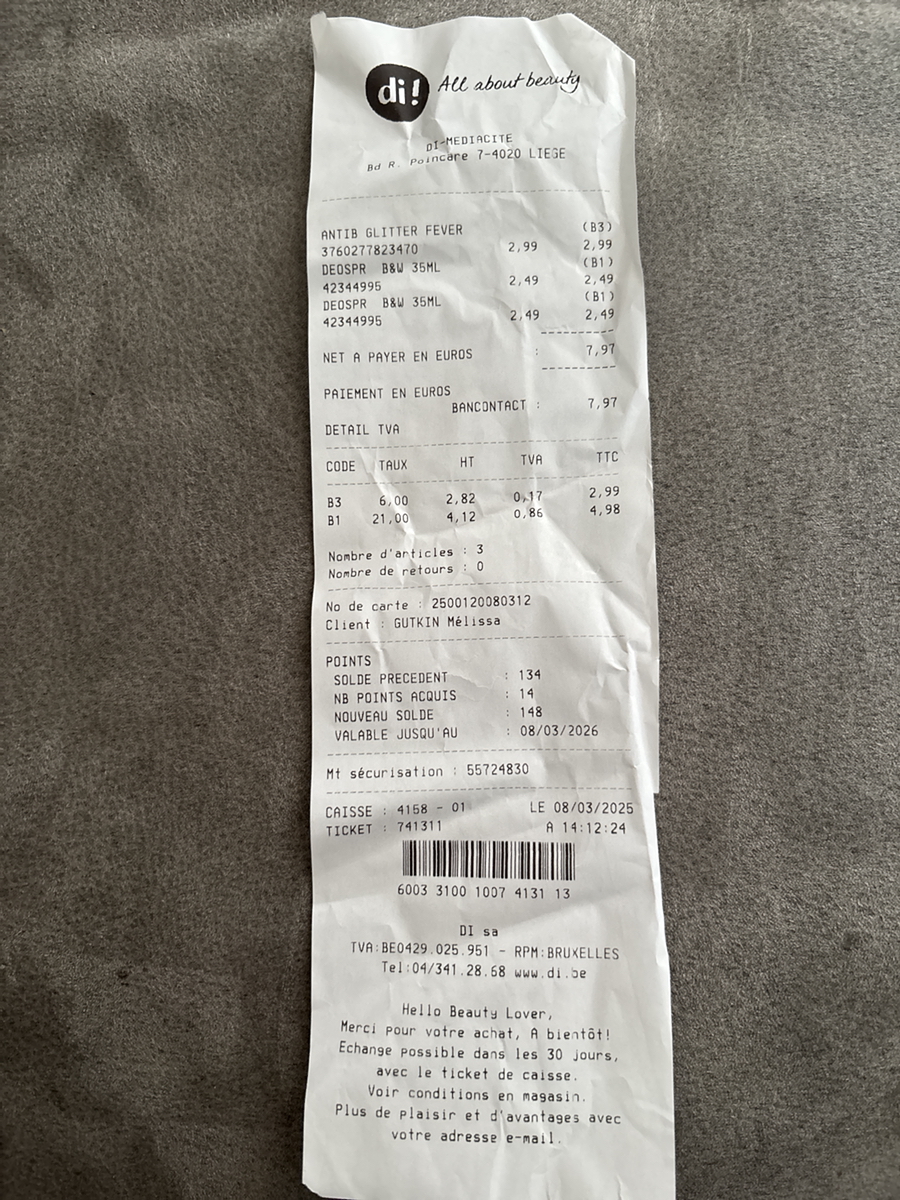 di! All about beauty
DI-MEDIACITE
Bd R. Poincare 7-4020 LIEGE
ANTIB GLITTER FEVER (B3)
3760277823470 2,99 2,99
DEOSPR B&W 35ML (B1)
42344995 2,49 2,49
DEOSPR B&W 35ML (B1)
42344995 2,49 2,49
NET A PAYER EN EUROS : 7,97
PAIEMENT EN EUROS
BANCONTACT : 7,97
DETAIL TVA
CODE TAUX HT TVA TTC
B3 6,00 2,82 0,17 2,99
B1 21,00 4,12 0,86 4,98
Nombre d'articles : 3
Nombre de retours : 0
No de carte : 2500120080312
Client : GUTKIN Mélissa
POINTS
SOLDE PRECEDENT : 134
NB POINTS ACQUIS : 14
NOUVEAU SOLDE : 148
VALABLE JUSQU'AU : 08/03/2026
Mt sécurisation : 55724830
CAISSE : 4158 - 01 LE 08/03/2025
TICKET : 741311 A 14:12:24
6003 3100 1007 4131 13
DI sa
TVA:BE0429.025.951 - RPM:BRUXELLES
Tel:04/341.28.68 www.di.be
Hello Beauty Lover,
Merci pour votre achat, A bientôt!
Echange possible dans les 30 jours,
avec le ticket de caisse.
Voir conditions en magasin.
Plus de plaisir et d'avantages avec
votre adresse e-mail.